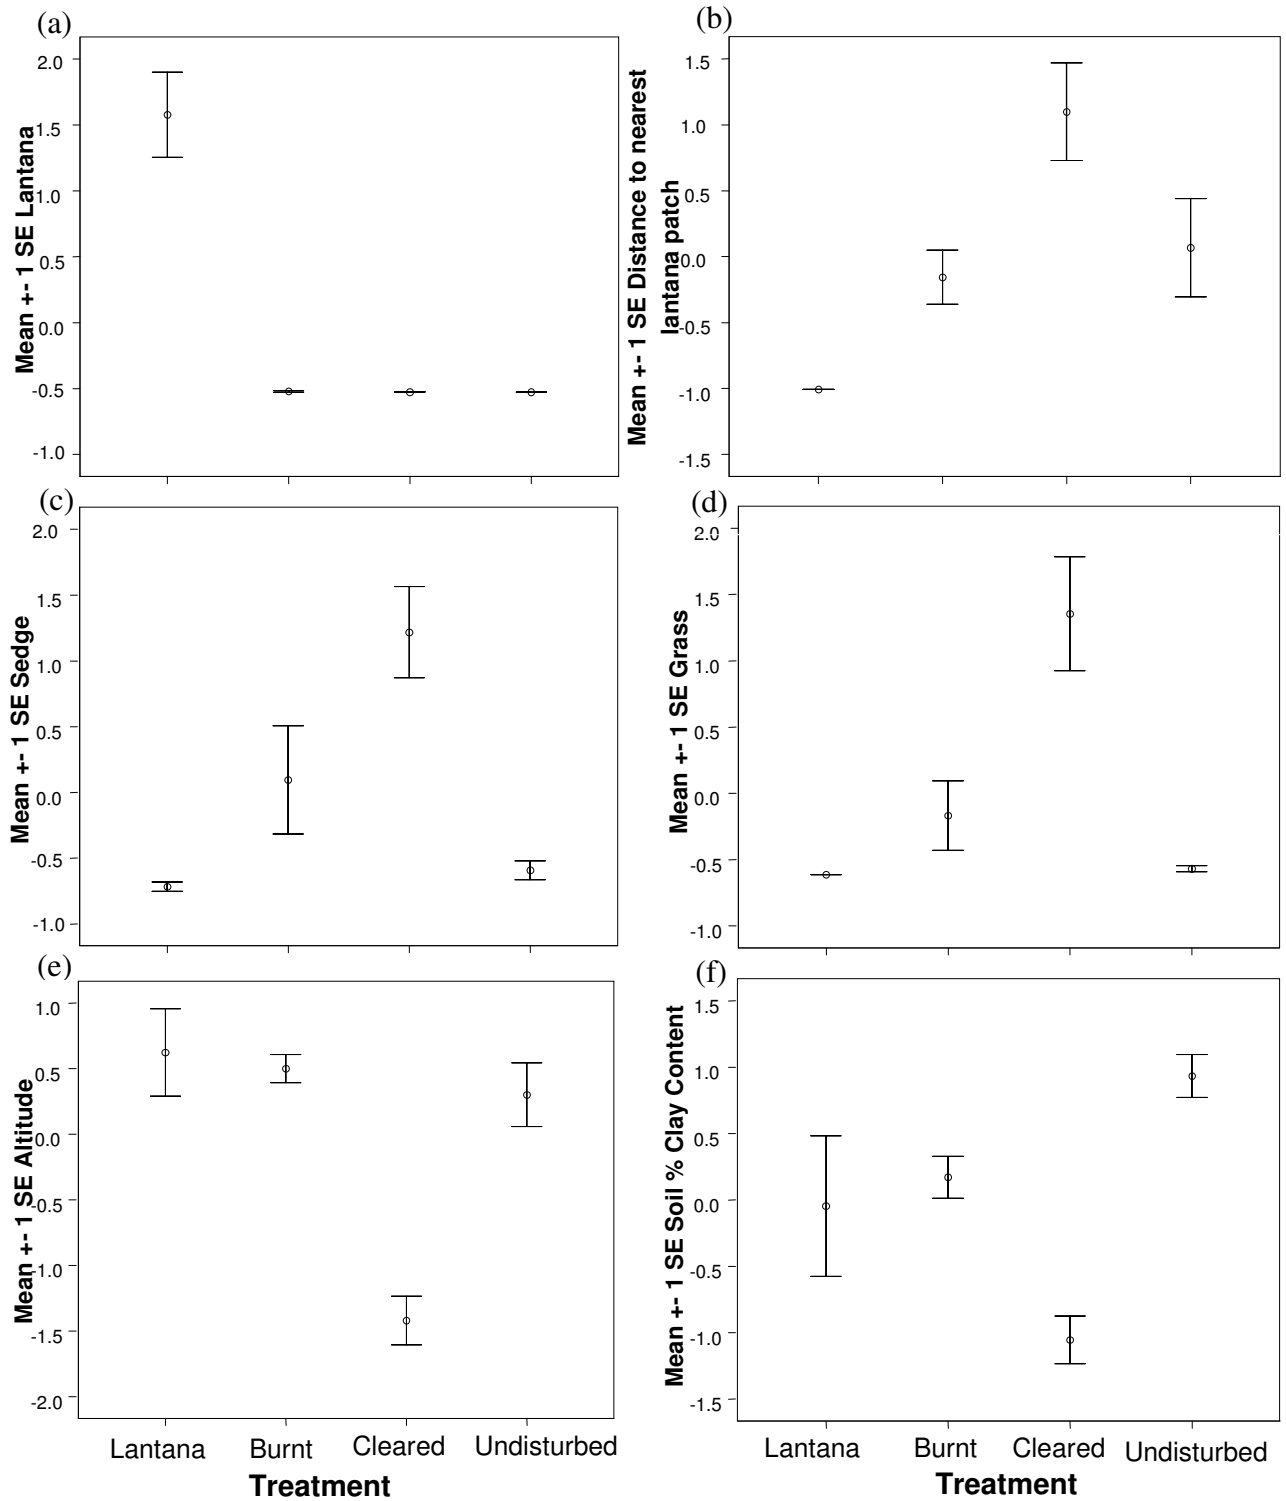 (a)
2.0
1.5
1.0
0.5
0.0
-0.5
-1.0
Mean +- 1 SE Lantana
(b)
1.5
1.0
0.5
0.0
-0.5
-1.0
-1.5
Mean +- 1 SE Distance to nearest
lantana patch
(c)
2.0
1.5
1.0
0.5
0.0
-0.5
-1.0
Mean +- 1 SE Sedge
(d)
2.0
1.5
1.0
0.5
0.0
-0.5
-1.0
Mean +- 1 SE Grass
(e)
1.0
0.5
0.0
-0.5
-1.0
-1.5
-2.0
Mean +- 1 SE Altitude
Lantana Burnt Cleared Undisturbed
Treatment
(f)
1.5
1.0
0.5
0.0
-0.5
-1.0
-1.5
Mean +- 1 SE Soil % Clay Content
Lantana Burnt Cleared Undisturbed
Treatment